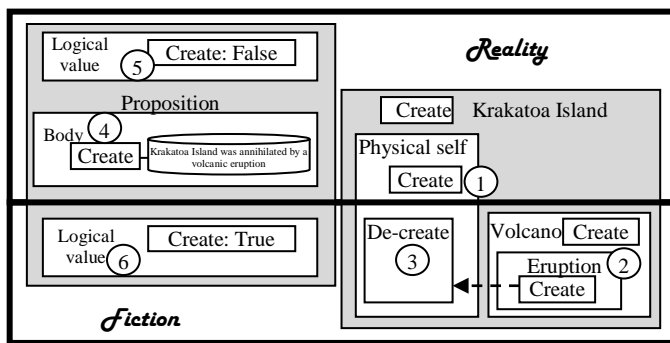 Logical
value
5
Create: False
Reality
Proposition
Create
Krakatoa Island
Body
4
Create
Krakatoa Island was annihilated by a
volcanic eruption
Physical self
Create
1
Logical
value
6
Create: True
De-create
3
Volcano
Create
Eruption
2
Create
Fiction